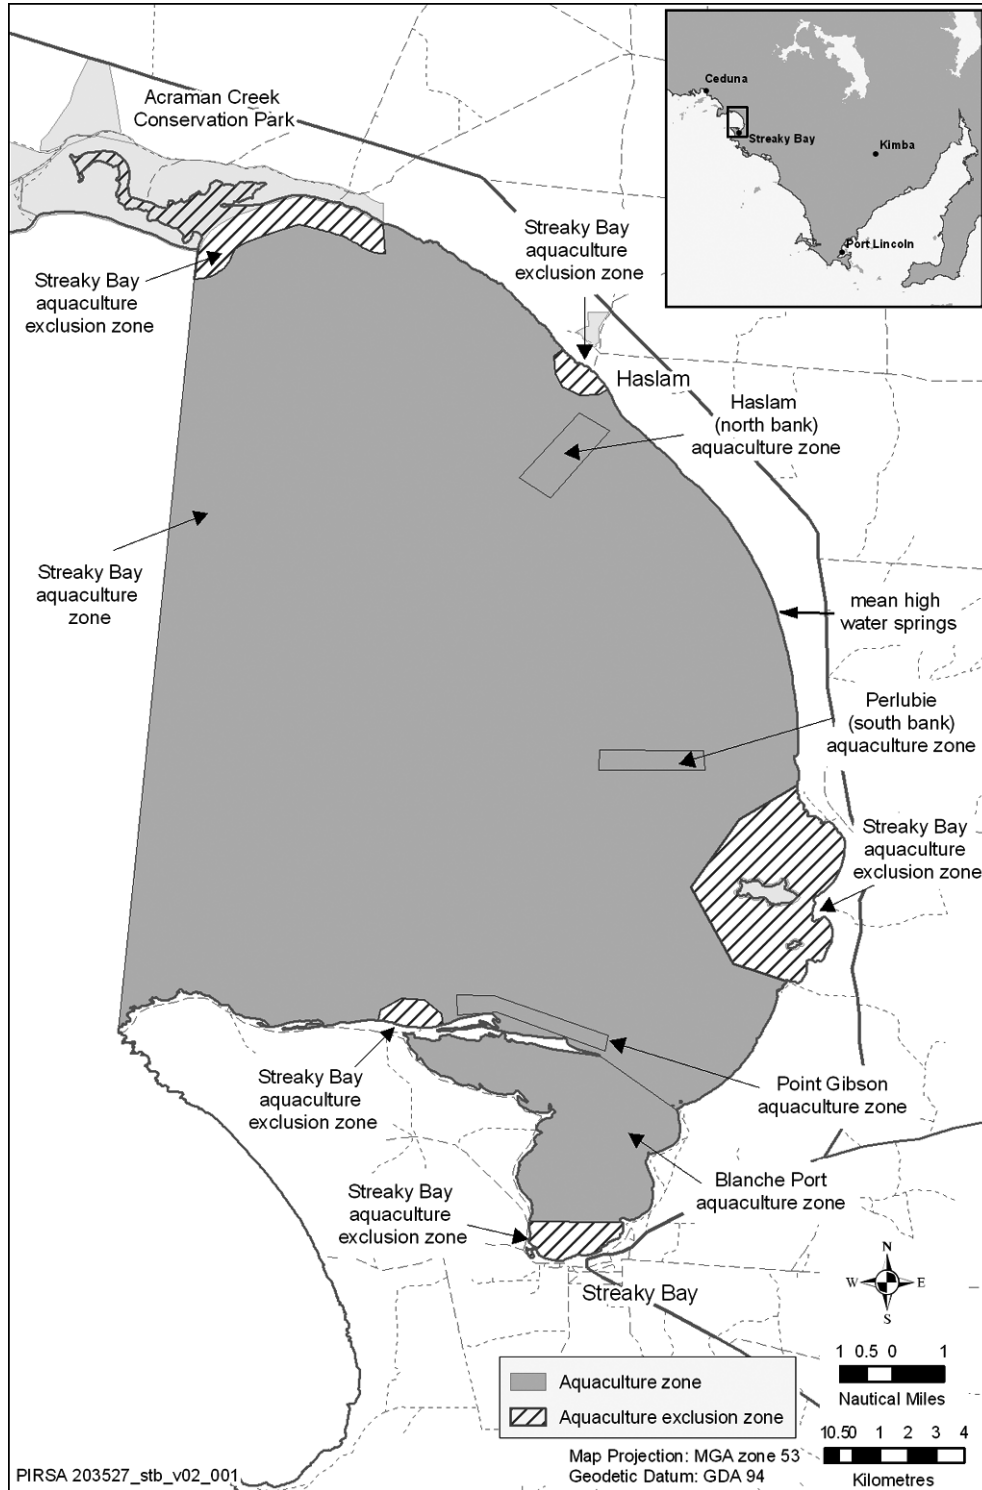 Acraman Creek
Conservation Park
Ceduna
Streaky Bay
Kimba
Port Lincoln
Streaky Bay
aquaculture
exclusion zone
Streaky Bay
aquaculture
exclusion zone
Haslam
Haslam
(north bank)
aquaculture zone
Streaky Bay
aquaculture
zone
mean high
water springs
Perlubie
(south bank)
aquaculture zone
Streaky Bay
aquaculture
exclusion zone
Streaky Bay
aquaculture
exclusion zone
Point Gibson
aquaculture zone
Streaky Bay
aquaculture
exclusion zone
Blanche Port
aquaculture zone
Streaky Bay
N
W E
S
1 0.5 0 1
Nautical Miles
Aquaculture zone
Aquaculture exclusion zone
10.50 1 2 3 4
Kilometres
Map Projection: MGA zone 53
Geodetic Datum: GDA 94
PIRSA 203527_stb_v02_001